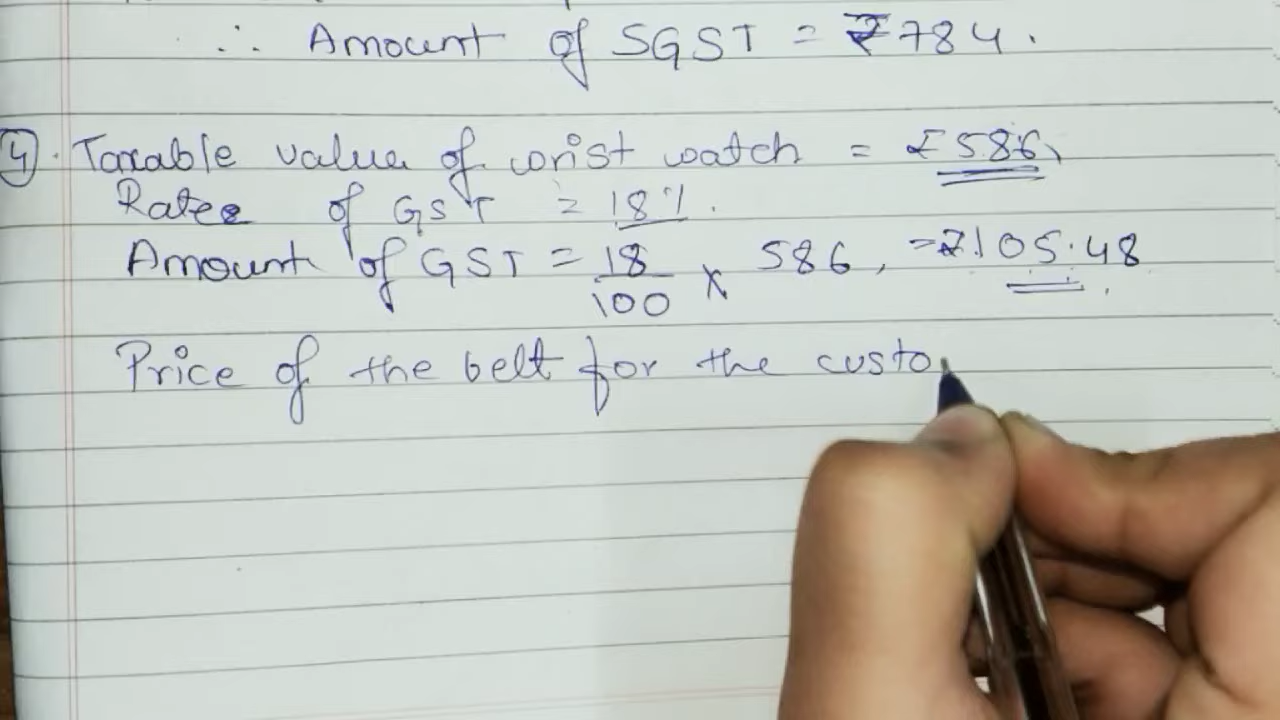 ∴ Amount of SGST = ₹784.
4. Taxable value of wrist watch = ₹586
Rate of GST = 18%.
Amount of GST = 18/100 × 586, = ₹105.48
Price of the belt for the custo